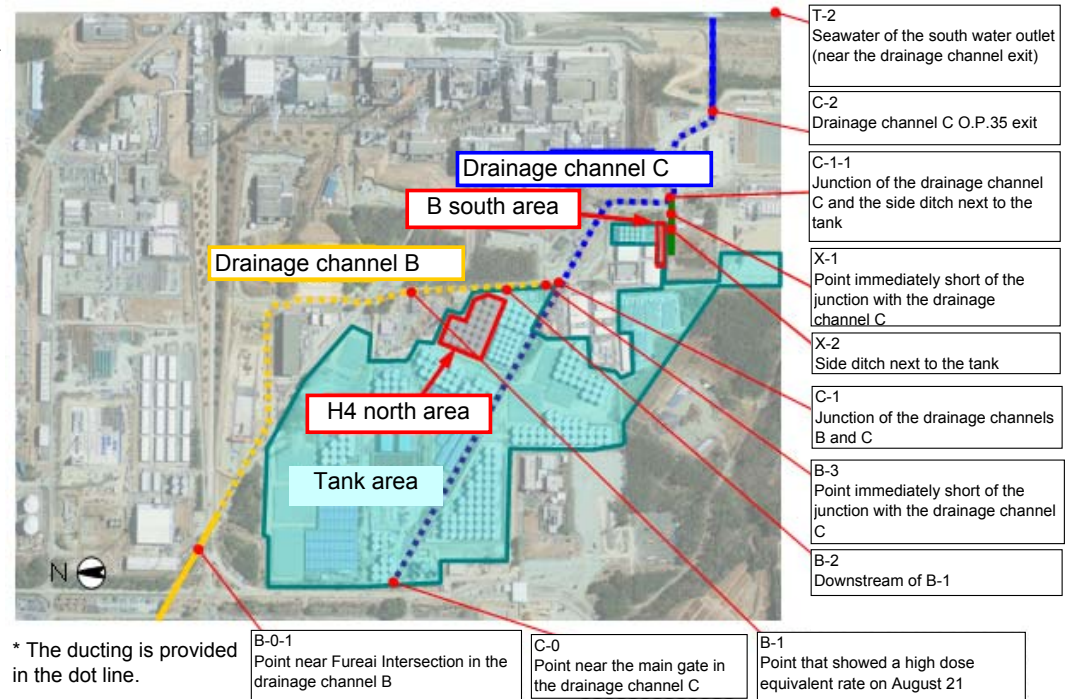 T-2
Seawater of the south water outlet
(near the drainage channel exit)
C-2
Drainage channel C O.P.35 exit
Drainage channel C
C-1-1
Junction of the drainage channel
C and the side ditch next to the
tank
B south area
Drainage channel B
X-1
Point immediately short of the
junction with the drainage
channel C
X-2
Side ditch next to the tank
H4 north area
C-1
Junction of the drainage channels
B and C
Tank area
B-3
Point immediately short of the
junction with the drainage channel
C
B-2
Downstream of B-1
N
* The ducting is provided
in the dot line.
B-0-1
Point near Fureai Intersection in the
drainage channel B
C-0
Point near the main gate in
the drainage channel C
B-1
Point that showed a high dose
equivalent rate on August 21